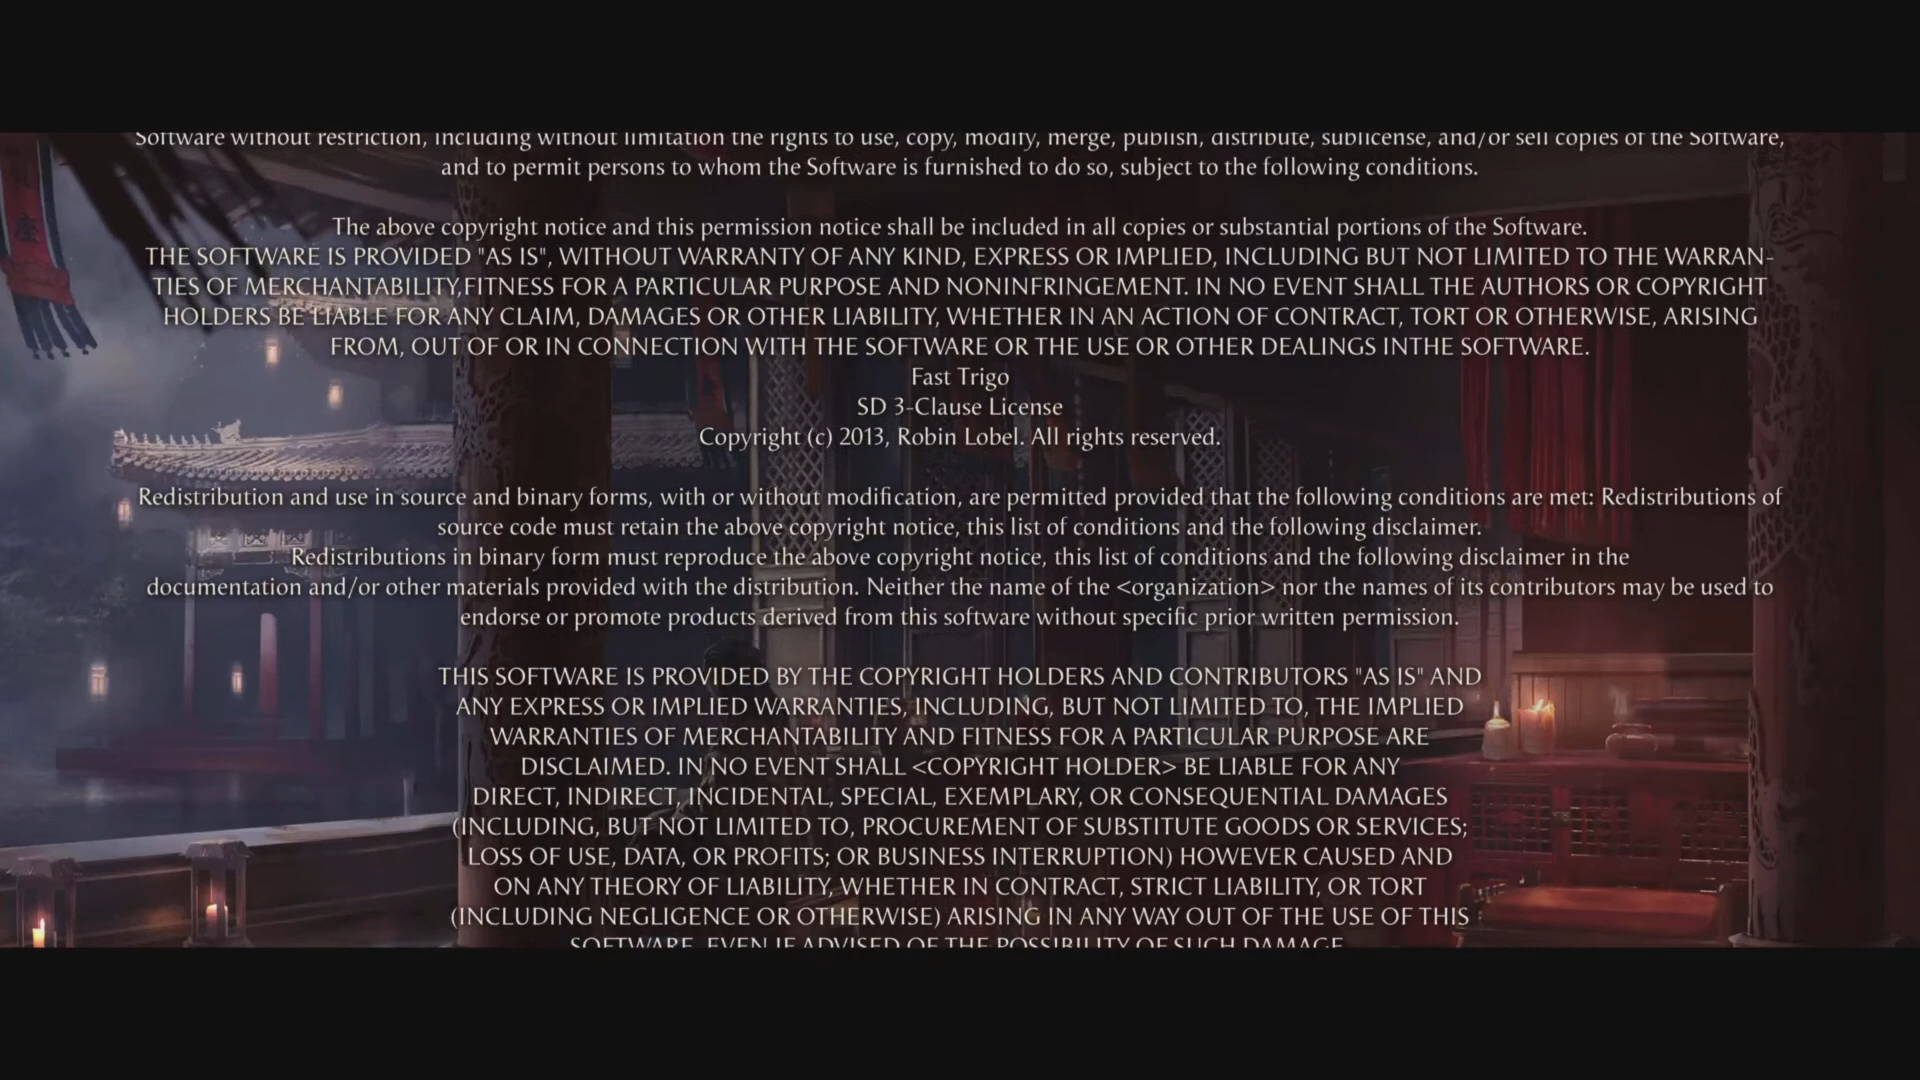 Software without restriction, including without limitation the rights to use, copy, modify, merge, publish, distribute, sublicense, and/or sell copies of the Software,
and to permit persons to whom the Software is furnished to do so, subject to the following conditions.
The above copyright notice and this permission notice shall be included in all copies or substantial portions of the Software.
THE SOFTWARE IS PROVIDED "AS IS", WITHOUT WARRANTY OF ANY KIND, EXPRESS OR IMPLIED, INCLUDING BUT NOT LIMITED TO THE WARRAN-
TIES OF MERCHANTABILITY,FITNESS FOR A PARTICULAR PURPOSE AND NONINFRINGEMENT. IN NO EVENT SHALL THE AUTHORS OR COPYRIGHT
HOLDERS BE LIABLE FOR ANY CLAIM, DAMAGES OR OTHER LIABILITY, WHETHER IN AN ACTION OF CONTRACT, TORT OR OTHERWISE, ARISING
FROM, OUT OF OR IN CONNECTION WITH THE SOFTWARE OR THE USE OR OTHER DEALINGS INTHE SOFTWARE.
Fast Trigo
SD 3-Clause License
Copyright (c) 2013, Robin Lobel. All rights reserved.
Redistribution and use in source and binary forms, with or without modification, are permitted provided that the following conditions are met: Redistributions of
source code must retain the above copyright notice, this list of conditions and the following disclaimer.
Redistributions in binary form must reproduce the above copyright notice, this list of conditions and the following disclaimer in the
documentation and/or other materials provided with the distribution. Neither the name of the <organization> nor the names of its contributors may be used to
endorse or promote products derived from this software without specific prior written permission.
THIS SOFTWARE IS PROVIDED BY THE COPYRIGHT HOLDERS AND CONTRIBUTORS "AS IS" AND
ANY EXPRESS OR IMPLIED WARRANTIES, INCLUDING, BUT NOT LIMITED TO, THE IMPLIED
WARRANTIES OF MERCHANTABILITY AND FITNESS FOR A PARTICULAR PURPOSE ARE
DISCLAIMED. IN NO EVENT SHALL <COPYRIGHT HOLDER> BE LIABLE FOR ANY
DIRECT, INDIRECT, INCIDENTAL, SPECIAL, EXEMPLARY, OR CONSEQUENTIAL DAMAGES
(INCLUDING, BUT NOT LIMITED TO, PROCUREMENT OF SUBSTITUTE GOODS OR SERVICES;
LOSS OF USE, DATA, OR PROFITS; OR BUSINESS INTERRUPTION) HOWEVER CAUSED AND
ON ANY THEORY OF LIABILITY, WHETHER IN CONTRACT, STRICT LIABILITY, OR TORT
(INCLUDING NEGLIGENCE OR OTHERWISE) ARISING IN ANY WAY OUT OF THE USE OF THIS
SOFTWARE, EVEN IF ADVISED OF THE POSSIBILITY OF SUCH DAMAGE